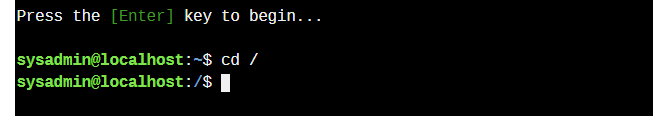 Press the [Enter] key to begin...
sysadmin@localhost:~$ cd /
sysadmin@localhost:/$